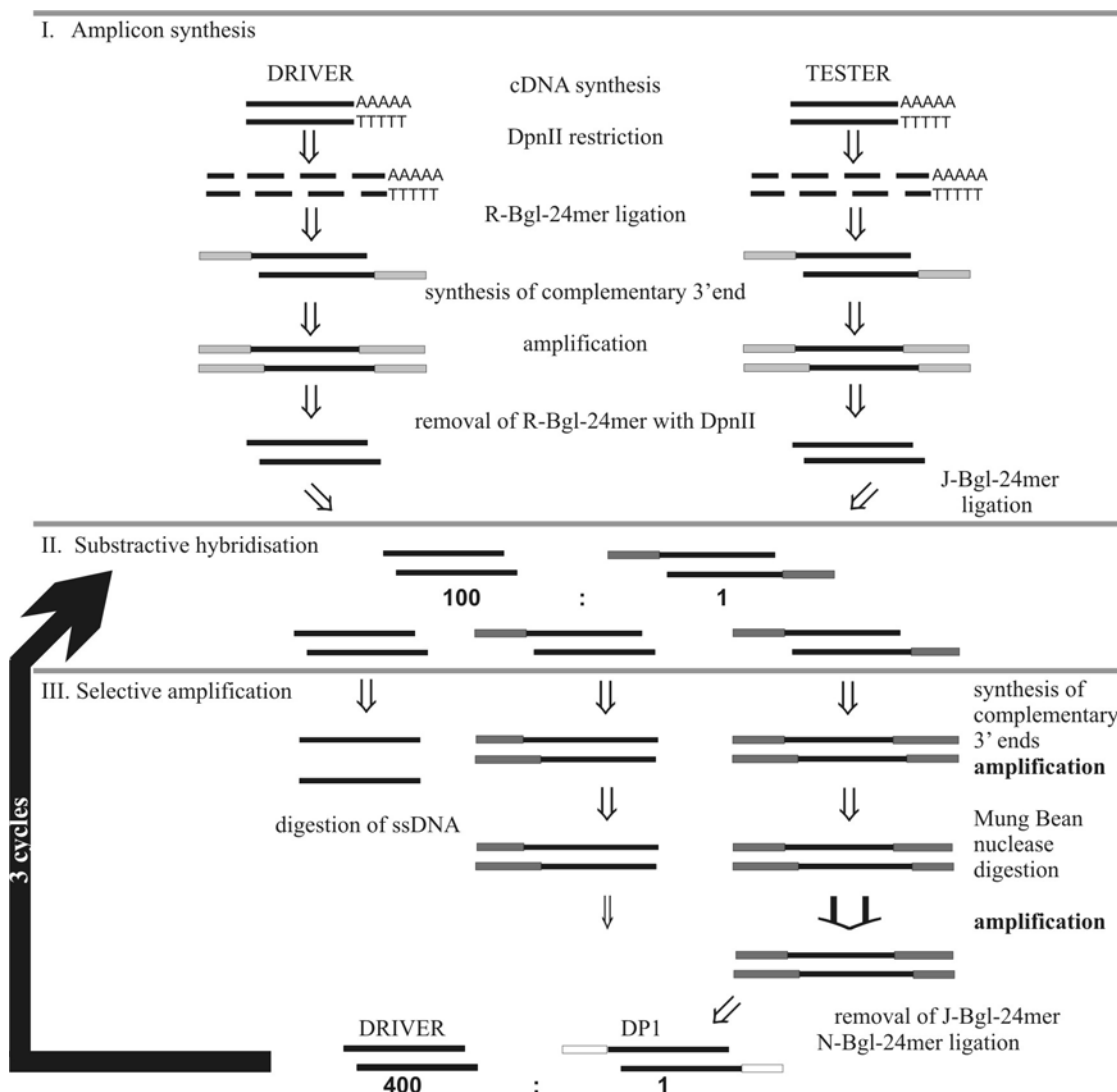 I. Amplicon synthesis
DRIVER
cDNA synthesis
TESTER
AAAAA
TTTTT
AAAAA
TTTTT
DpnII restriction
AAAAA
TTTTT
AAAAA
TTTTT
R-Bgl-24mer ligation
synthesis of complementary 3'end
amplification
removal of R-Bgl-24mer with DpnII
J-Bgl-24mer
ligation
II. Substractive hybridisation
100 : 1
III. Selective amplification
synthesis of
complementary
3' ends
amplification
digestion of ssDNA
Mung Bean
nuclease
digestion
amplification
3 cycles
removal of J-Bgl-24mer
N-Bgl-24mer ligation
DRIVER
DP1
400 : 1